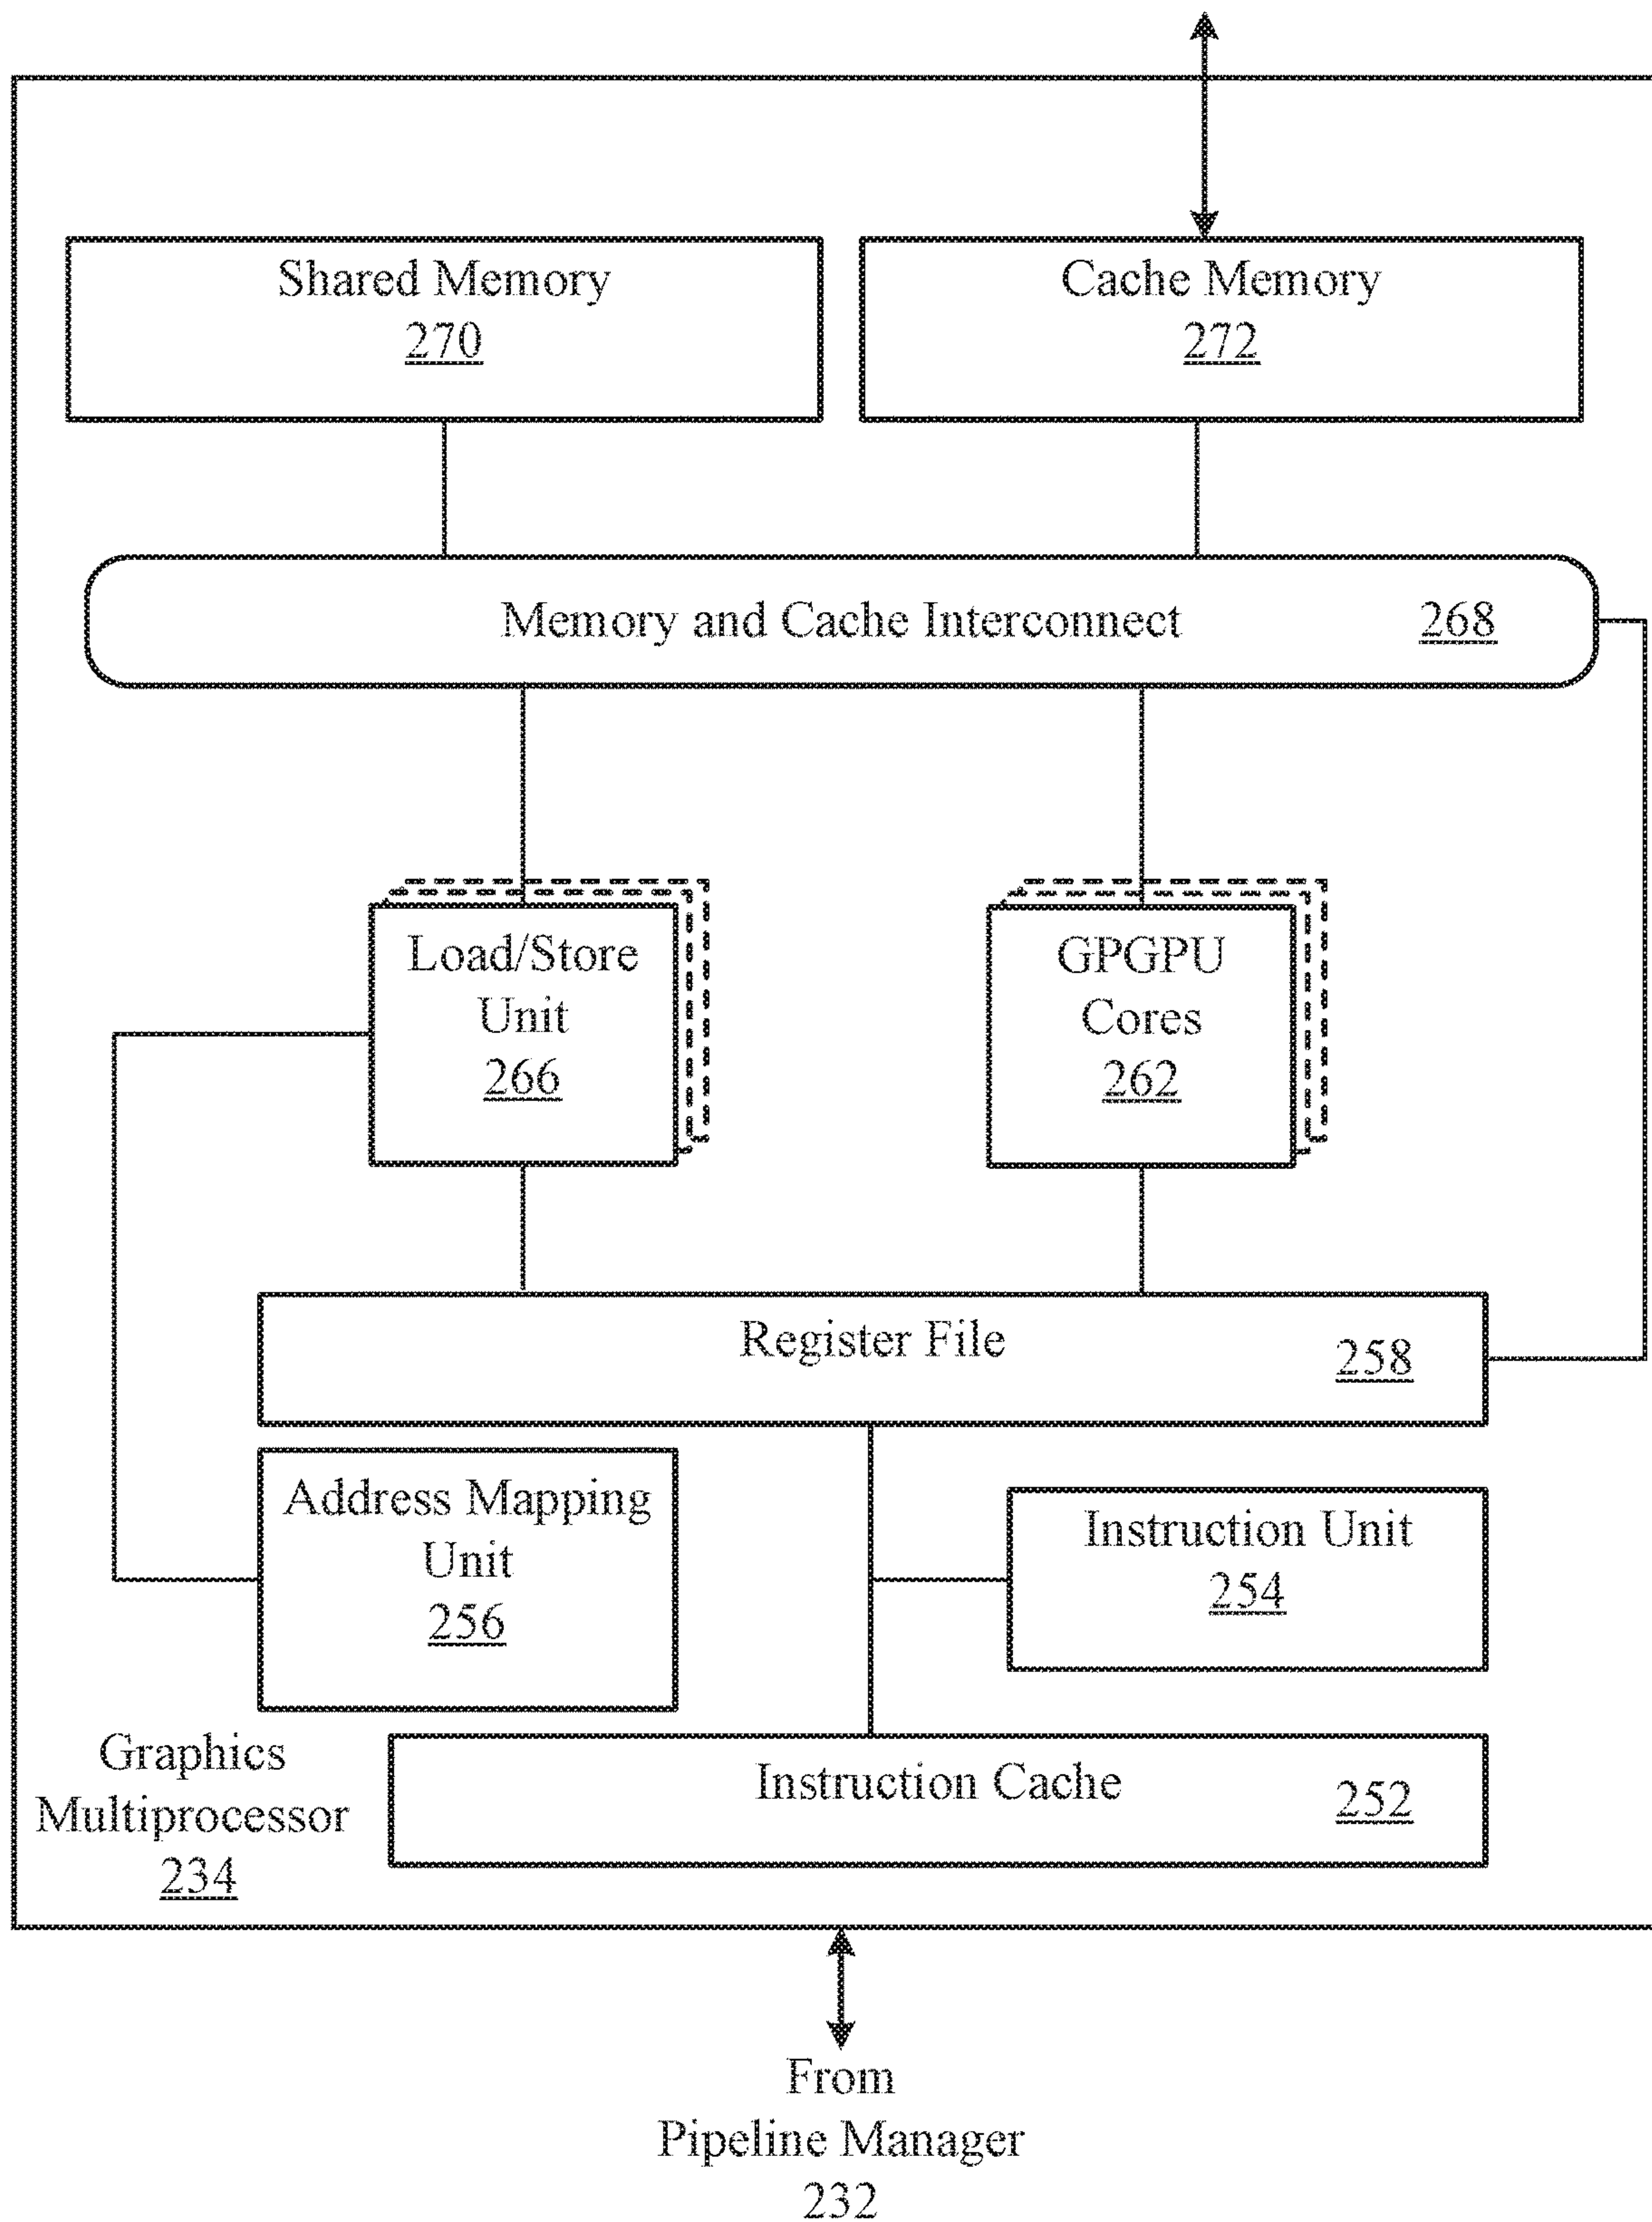 Shared Memory
270
Cache Memory
272
Memory and Cache Interconnect 268
Load/Store
Unit
266
GPGPU
Cores
262
Register File 258
Address Mapping
Unit
256
Instruction Unit
254
Graphics
Multiprocessor
234
Instruction Cache 252
From
Pipeline Manager
232